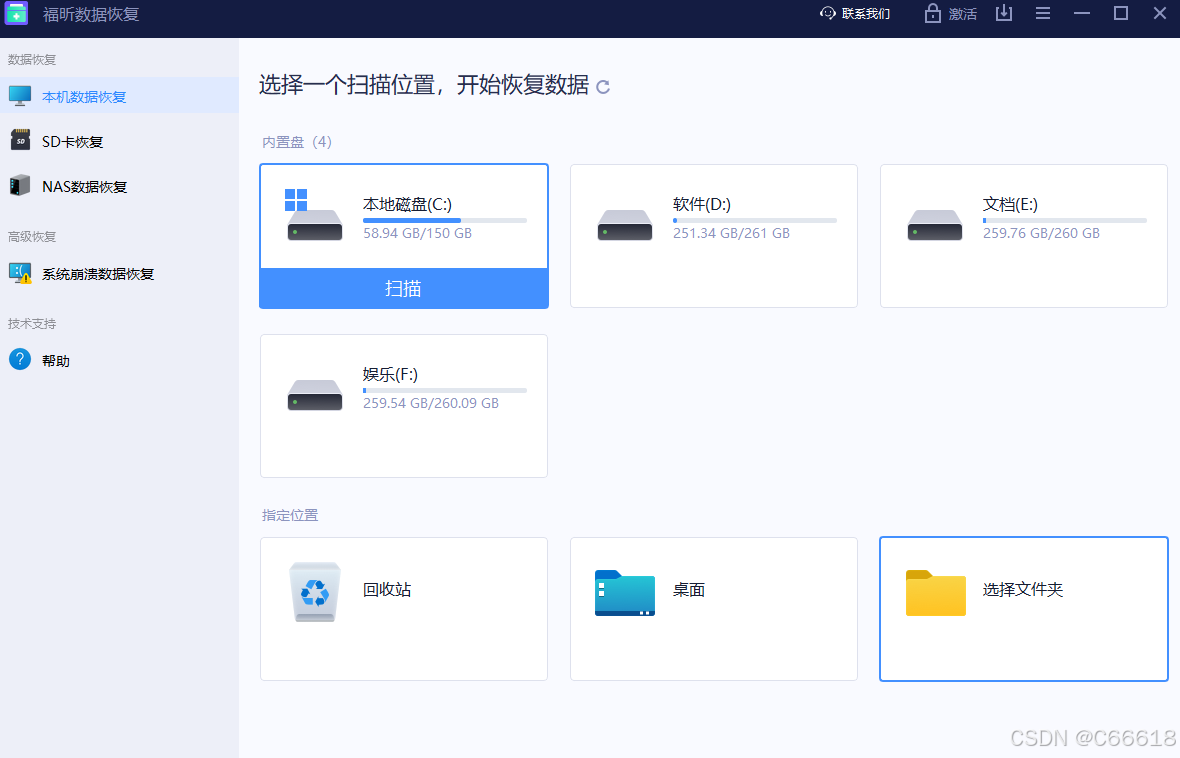 福昕数据恢复
联系我们
激活
数据恢复
本机数据恢复
SD卡恢复
NAS数据恢复
高级恢复
系统崩溃数据恢复
技术支持
帮助
选择一个扫描位置，开始恢复数据
内置盘（4）
本地磁盘(C:)
58.94 GB/150 GB
扫描
软件(D:)
251.34 GB/261 GB
文档(E:)
259.76 GB/260 GB
娱乐(F:)
259.54 GB/260.09 GB
指定位置
回收站
桌面
选择文件夹
CSDN @C66618